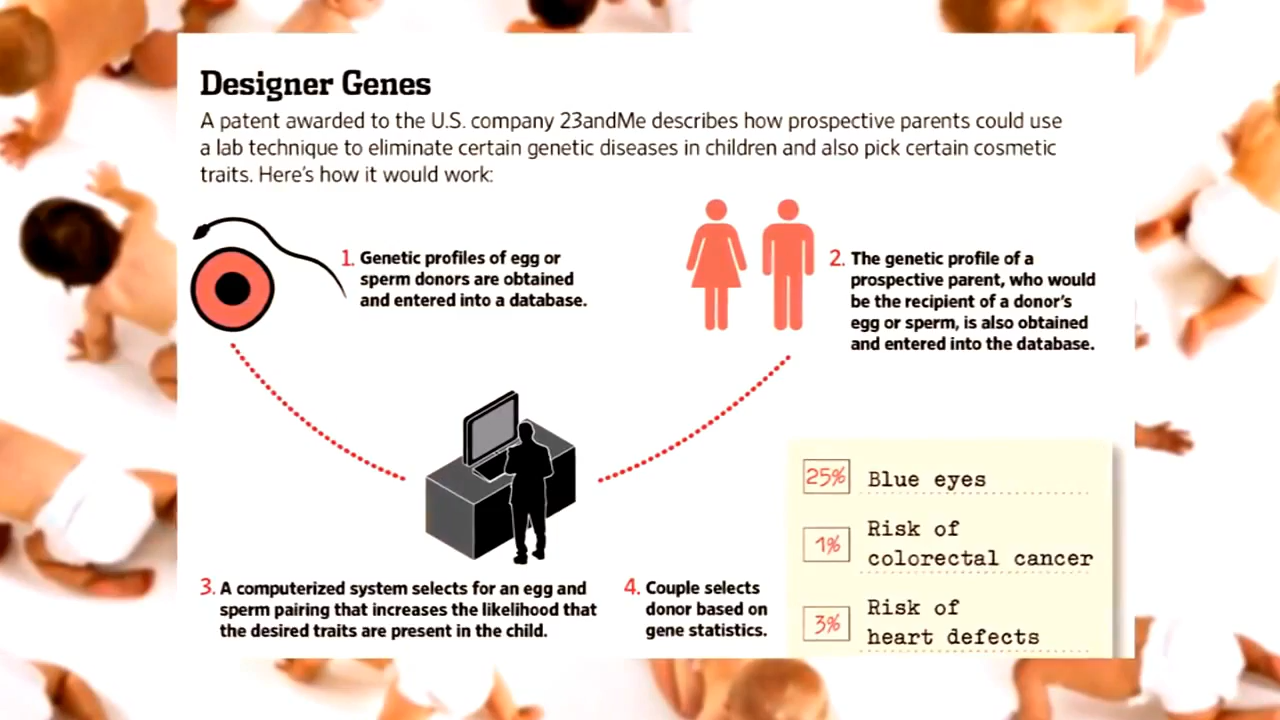 Designer Genes
A patent awarded to the U.S. company 23andMe describes how prospective parents could use
a lab technique to eliminate certain genetic diseases in children and also pick certain cosmetic
traits. Here's how it would work:
1. Genetic profiles of egg or
sperm donors are obtained
and entered into a database.
2. The genetic profile of a
prospective parent, who would
be the recipient of a donor's
egg or sperm, is also obtained
and entered into the database.
3. A computerized system selects for an egg and
sperm pairing that increases the likelihood that
the desired traits are present in the child.
4. Couple selects
donor based on
gene statistics.
25% Blue eyes
1% Risk of
colorectal cancer
3% Risk of
heart defects